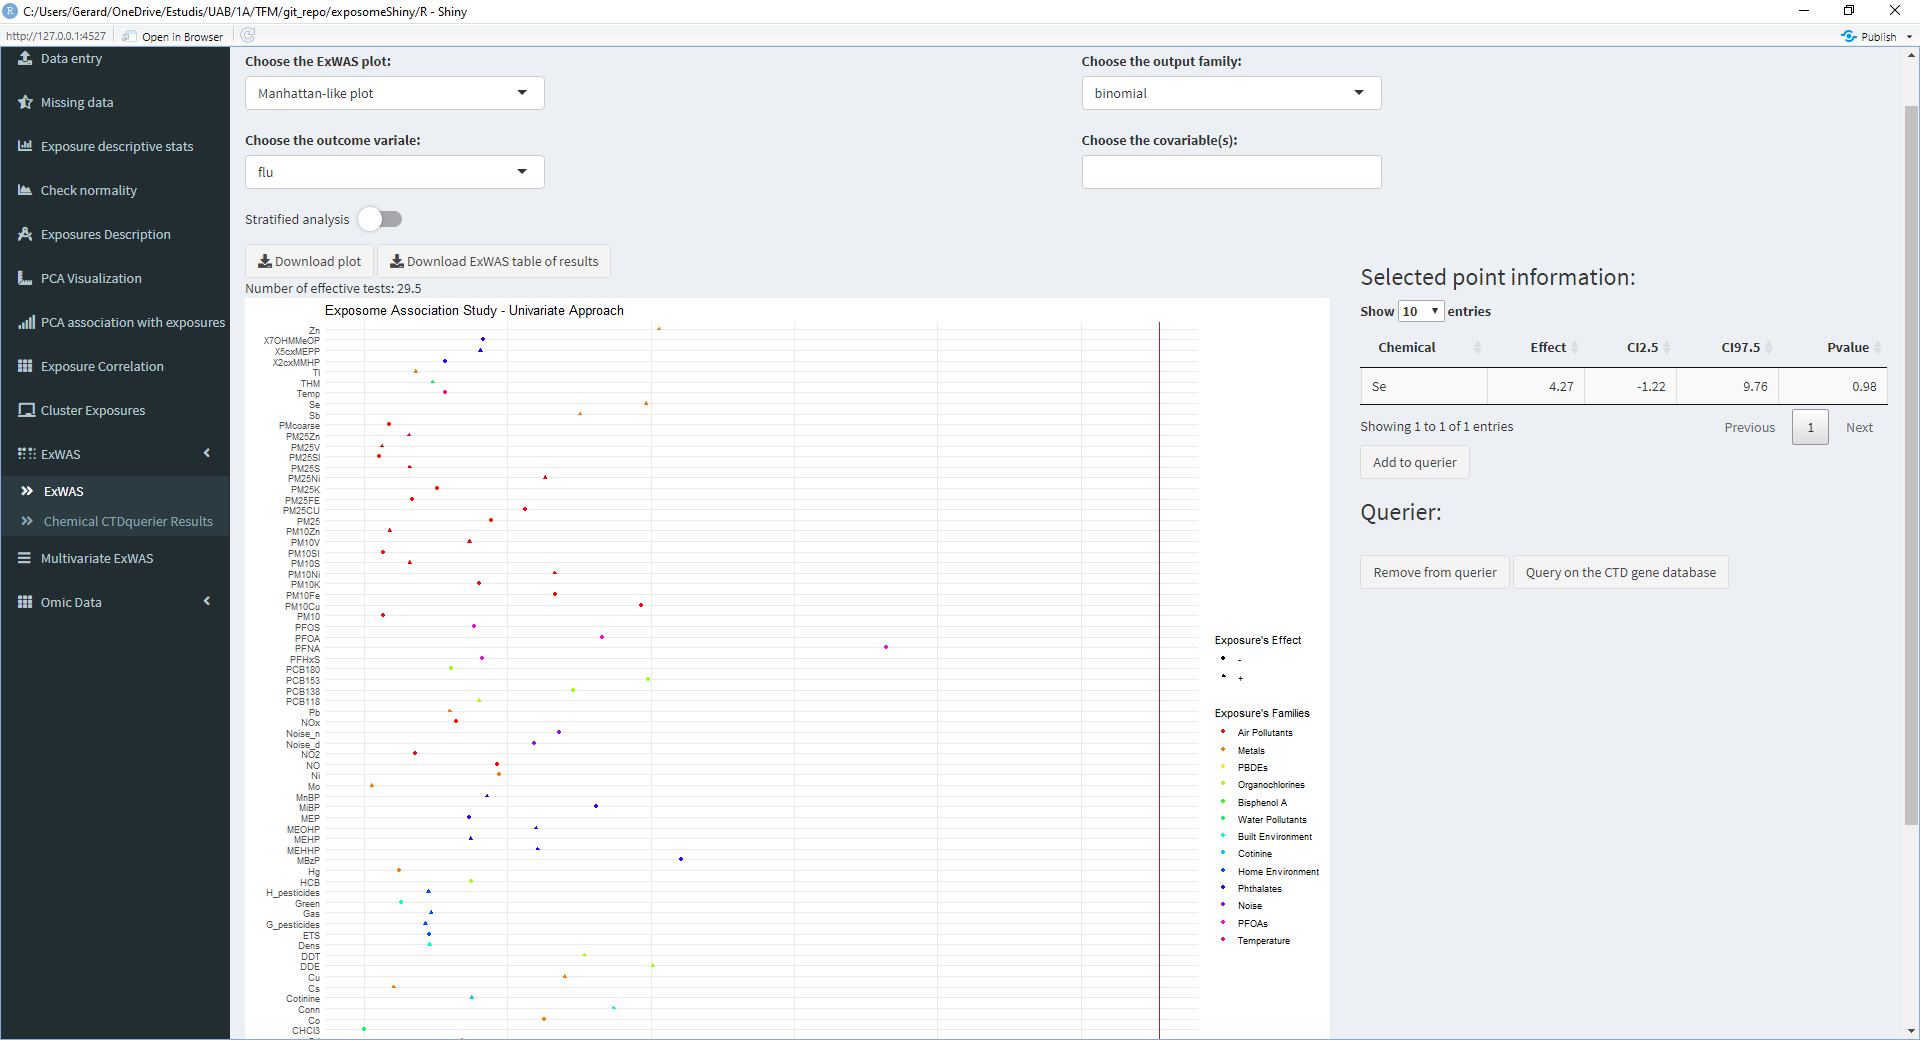 C:/Users/Gerard/OneDrive/Estudis/UAB/1A/TFM/git_repo/exposomeShiny/R - Shiny
http://127.0.0.1:4527
Open in Browser
Publish
Data entry
Missing data
Exposure descriptive stats
Check normality
Exposures Description
PCA Visualization
PCA association with exposures
Exposure Correlation
Cluster Exposures
ExWAS
ExWAS
Chemical CTDquerier Results
Multivariate ExWAS
Omic Data
Choose the ExWAS plot:
Manhattan-like plot
Choose the output family:
binomial
Choose the outcome variale:
flu
Choose the covariable(s):
Stratified analysis
Download plot
Download ExWAS table of results
Number of effective tests: 29.5
Exposome Association Study - Univariate Approach
Zn
X7OHMMeOP
X5cxMEPP
X2cxMMHP
Tl
THM
Temp
Se
Sb
PMcoarse
PM25Zn
PM25V
PM25SI
PM25S
PM25Ni
PM25K
PM25FE
PM25CU
PM25
PM10Zn
PM10V
PM10SI
PM10S
PM10Ni
PM10K
PM10Fe
PM10Cu
PM10
PFOS
PFOA
PFNA
PFHxS
PCB180
PCB153
PCB138
PCB118
Pb
NOx
Noise_n
Noise_d
NO2
NO
Ni
Mo
MnBP
MiBP
MEP
MEOHP
MEHP
MEHHP
MBzP
Hg
HCB
H_pesticides
Green
Gas
G_pesticides
ETS
Dens
DDT
DDE
Cu
Cs
Cotinine
Conn
Co
CHCl3
Exposure's Effect
-
+
Exposure's Families
Air Pollutants
Metals
PBDEs
Organochlorines
Bisphenol A
Water Pollutants
Built Environment
Cotinine
Home Environment
Phthalates
Noise
PFOAs
Temperature
Selected point information:
Show 10 entries
Chemical Effect CI2.5 CI97.5 Pvalue
Se 4.27 -1.22 9.76 0.98
Showing 1 to 1 of 1 entries
Previous 1 Next
Add to querier
Querier:
Remove from querier
Query on the CTD gene database